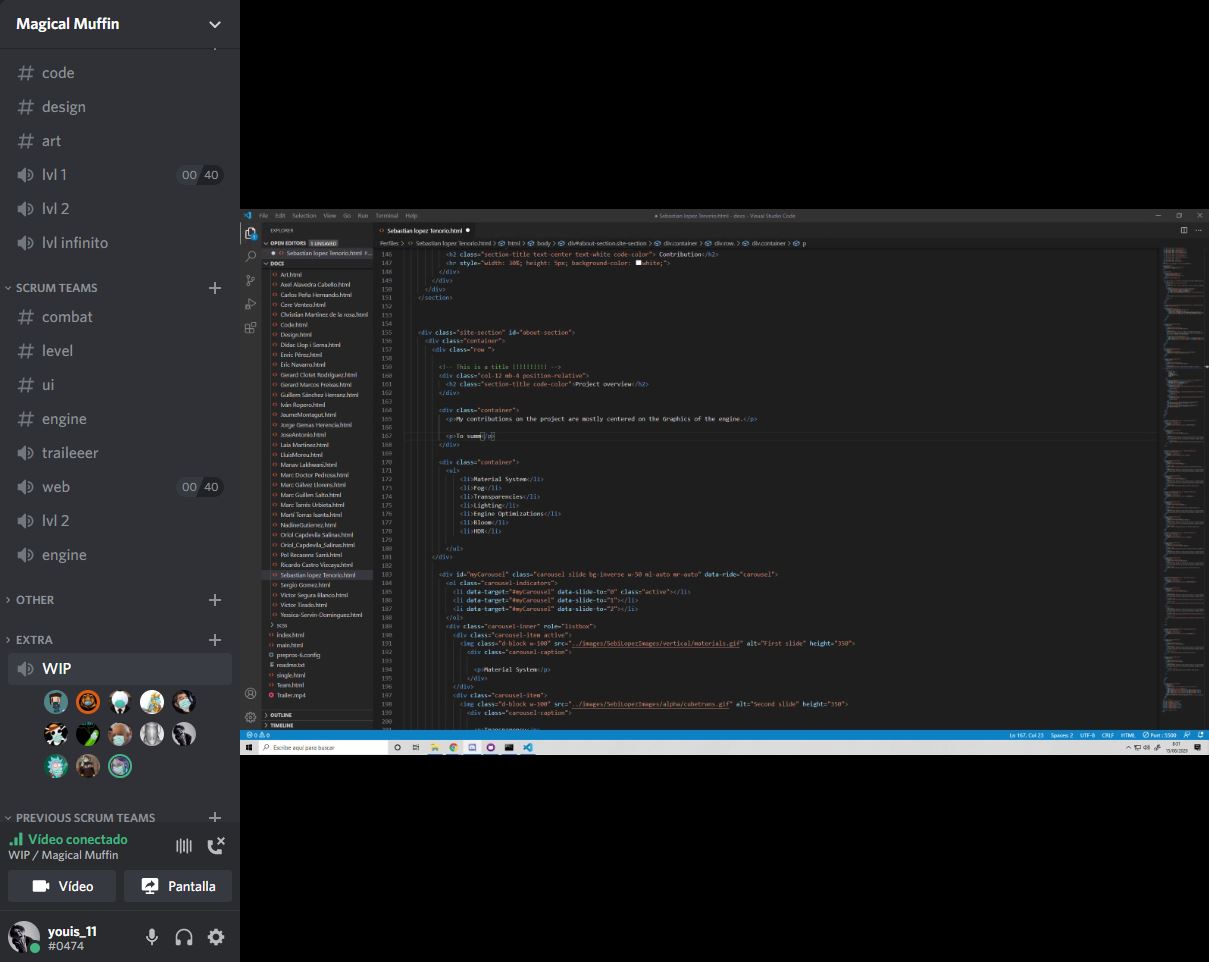 Magical Muffin
code
design
art
lvl 1
00 40
lvl 2
lvl infinito
SCRUM TEAMS
combat
level
ui
engine
traileeer
web
00 40
lvl 2
engine
OTHER
EXTRA
WIP
PREVIOUS SCRUM TEAMS
Vídeo conectado
WIP / Magical Muffin
Vídeo
Pantalla
youis_11
#0474
File Edit Selection View Go Run Terminal Help
● Sebastian lopez Tenorio.html - docs - Visual Studio Code
EXPLORER
OPEN EDITORS 1 UNSAVED
Sebastian lopez Tenorio.html
DOCS
Art.html
Axel Alavedra Cabello.html
Carlos Peña Hernando.html
Christian Martínez de la rosa.html
Code.html
Design.html
Didac Llop i Serna.html
Enric Pérez.html
Eric Navarro.html
Gerard Clotet Rodríguez.html
Gerard Marcos Freixas.html
Guillem Sánchez Herranz.html
Iván Ropero.html
JaumeMontagut.html
JoseAntonio.html
Laia Martínez.html
LluisMoreu.html
Manav Lakhwani.html
Marc Doctor Pedrosa.html
Marc Gálvez Llorens.html
Marc Guillen Salto.html
Marc Torres Urbieta.html
Martí Torras Isanta.html
NadineGutierrez.html
Oriol Capdevila Salinas.html
Oriol_Capdevila_Salinas.html
Pol Recasens Sarrà.html
Ricardo Castro Vizcaya.html
Sebastian lopez Tenorio.html
Sergio Gomez.html
Victor Segura Blanco.html
Victor Tirado.html
Yessica-Servin-Dominguez.html
scss
index.html
main.html
prepros-6.config
readme.txt
single.html
Team.html
Trailer.mp4
OUTLINE
TIMELINE
Sebastian lopez Tenorio.html ●
Perfiles > Sebastian lopez Tenorio.html > html > body > div#about-section.site-section > div.container > div.row. > div.container > p
146 <h2 class="section-title text-center text-white code-color"> Contribution</h2>
147 <hr style="width: 30%; height: 5px; background-color: white;">
148 </div>
149 </div>
150 </div>
151 </section>
152
153
154
155 <div class="site-section" id="about-section">
156 <div class="container">
157 <div class="row ">
158
159 <!-- This is a title |||||||||| -->
160 <div class="col-12 mb-4 position-relative">
161 <h2 class="section-title code-color">Project overview</h2>
162 </div>
163
164 <div class="container">
165 <p>My contributions on the project are mostly centered on the Graphics of the engine.</p>
166
167 <p>To summ</p>
168 </div>
169
170 <div class="container">
171 <ul>
172 <li>Material System</li>
173 <li>Fog</li>
174 <li>Transparencies</li>
175 <li>Lighting</li>
176 <li>Engine Optimizations</li>
177 <li>Bloom</li>
178 <li>HDR</li>
179
180 </ul>
181 </div>
182
183 <div id="myCarousel" class="carousel slide bg-inverse w-50 ml-auto mr-auto" data-ride="carousel">
184 <ol class="carousel-indicators">
185 <li data-target="#myCarousel" data-slide-to="0" class="active"></li>
186 <li data-target="#myCarousel" data-slide-to="1"></li>
187 <li data-target="#myCarousel" data-slide-to="2"></li>
188 </ol>
189 <div class="carousel-inner" role="listbox">
190 <div class="carousel-item active">
191 <img class="d-block w-100" src="../images/SebiLopezImages/vertical/materials.gif" alt="First slide" height="350">
192 <div class="carousel-caption">
193
194 <p>Material System</p>
195 </div>
196 </div>
197 <div class="carousel-item">
198 <img class="d-block w-100" src="../images/SebiLopezImages/alpha/cubetrans.gif" alt="Second slide" height="350">
199 <div class="carousel-caption">
200
0 0
Ln 167, Col 23 Spaces: 2 UTF-8 CRLF HTML Port : 5500
Escribe aquí para buscar